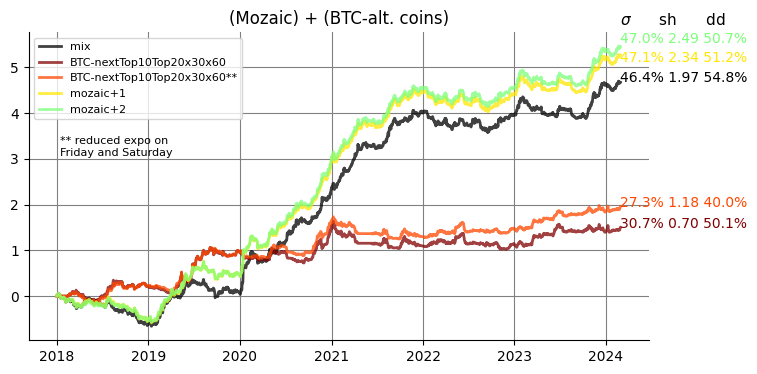 (Mozaic) + (BTC-alt. coins)
σ sh dd
47.0% 2.49 50.7%
47.1% 2.34 51.2%
46.4% 1.97 54.8%
27.3% 1.18 40.0%
30.7% 0.70 50.1%
mix
BTC-nextTop10Top20x30x60
BTC-nextTop10Top20x30x60**
mozaic+1
mozaic+2
** reduced expo on
Friday and Saturday
5
4
3
2
1
0
2018 2019 2020 2021 2022 2023 2024